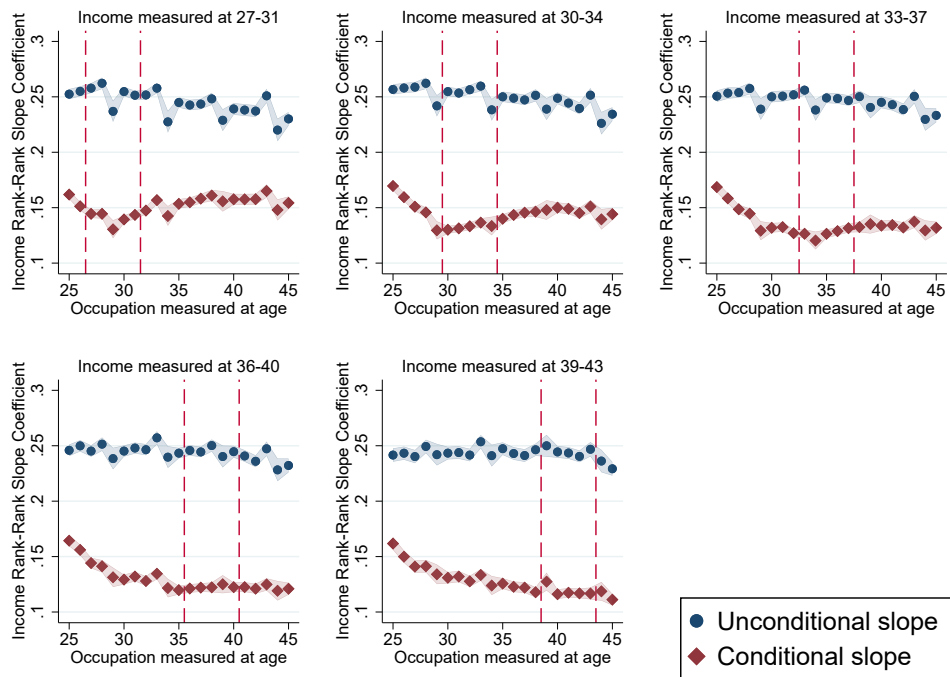 Income measured at 27-31
Income Rank-Rank Slope Coefficient
.1 .15 .2 .25 .3
25 30 35 40 45
Occupation measured at age
Income measured at 30-34
Income Rank-Rank Slope Coefficient
.1 .15 .2 .25 .3
25 30 35 40 45
Occupation measured at age
Income measured at 33-37
Income Rank-Rank Slope Coefficient
.1 .15 .2 .25 .3
25 30 35 40 45
Occupation measured at age
Income measured at 36-40
Income Rank-Rank Slope Coefficient
.1 .15 .2 .25 .3
25 30 35 40 45
Occupation measured at age
Income measured at 39-43
Income Rank-Rank Slope Coefficient
.1 .15 .2 .25 .3
25 30 35 40 45
Occupation measured at age
Unconditional slope
Conditional slope